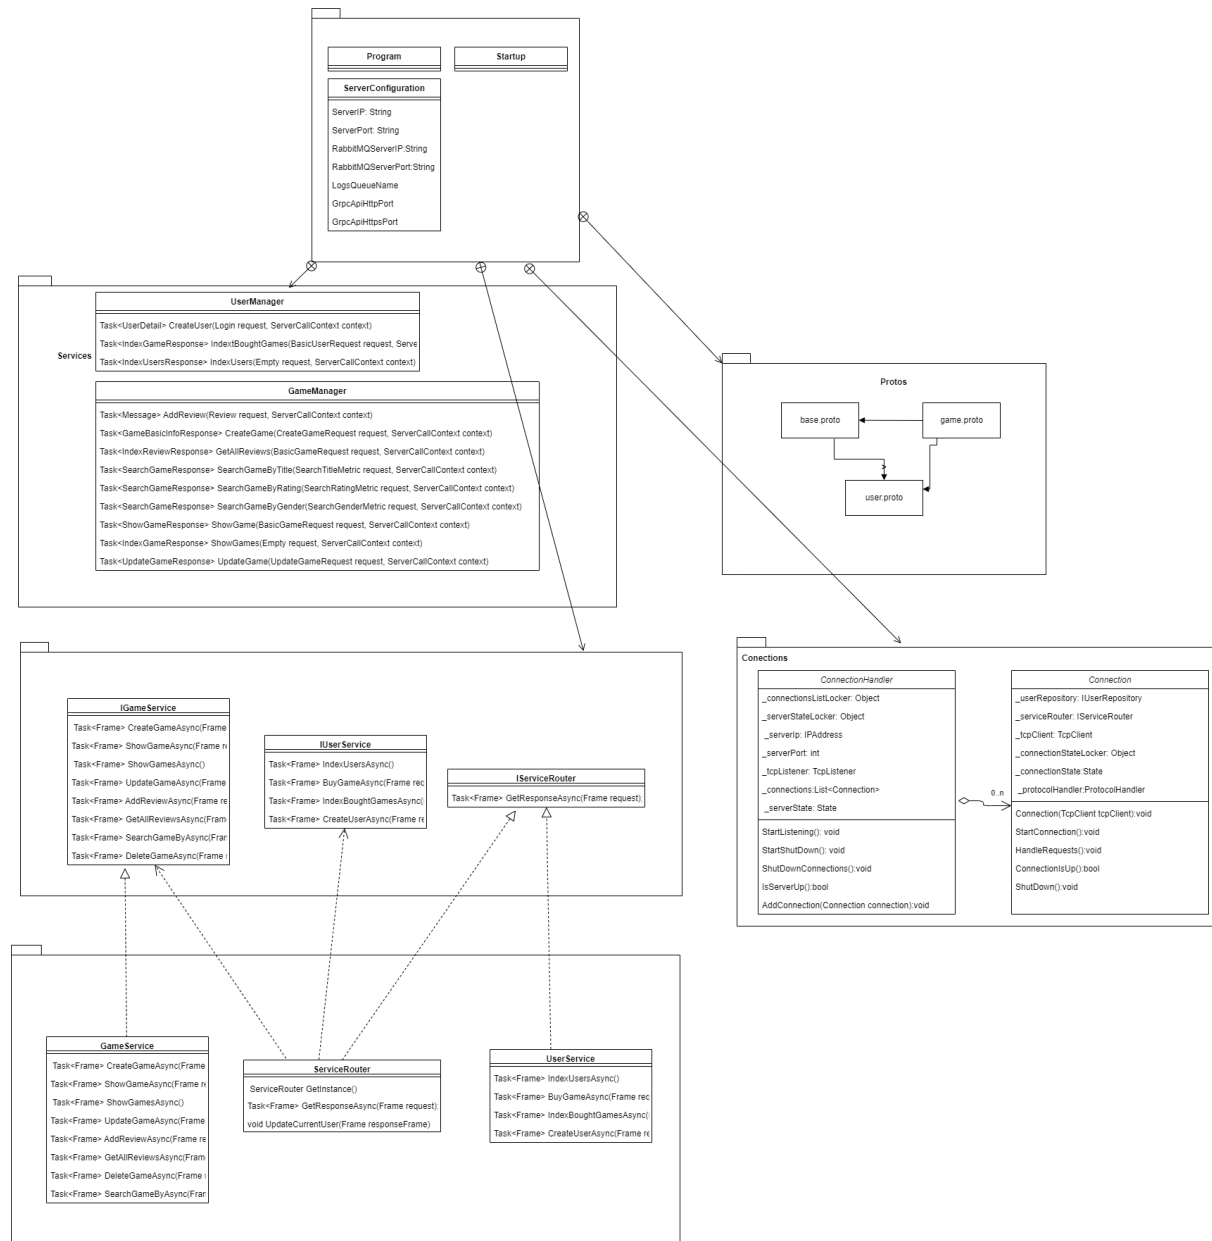 Program
Startup
ServerConfiguration
ServerIP: String
ServerPort: String
RabbitMQServerIP:String
RabbitMQServerPort:String
LogsQueueName
GrpcApiHttpPort
GrpcApiHttpsPort
Services
UserManager
Task<UserDetail> CreateUser(Login request, ServerCallContext context)
Task<IndexGameResponse> IndextBoughtGames(BasicUserRequest request, Serve
Task<IndexUsersResponse> IndexUsers(Empty request, ServerCallContext context)
GameManager
Task<Message> AddReview(Review request, ServerCallContext context)
Task<GameBasicInfoResponse> CreateGame(CreateGameRequest request, ServerCallContext context)
Task<IndexReviewResponse> GetAllReviews(BasicGameRequest request, ServerCallContext context)
Task<SearchGameResponse> SearchGameByTitle(SearchTitleMetric request, ServerCallContext context)
Task<SearchGameResponse> SearchGameByRating(SearchRatingMetric request, ServerCallContext context)
Task<SearchGameResponse> SearchGameByGender(SearchGenderMetric request, ServerCallContext context)
Task<ShowGameResponse> ShowGame(BasicGameRequest request, ServerCallContext context)
Task<IndexGameResponse> ShowGames(Empty request, ServerCallContext context)
Task<UpdateGameResponse> UpdateGame(UpdateGameRequest request, ServerCallContext context)
Protos
base.proto
game.proto
>
user.proto
Conections
ConnectionHandler
_connectionsListLocker: Object
_serverStateLocker: Object
_serverIp: IPAddress
_serverPort: int
_tcpListener: TcpListener
_connections:List<Connection>
_serverState: State
StartListening(): void
StartShutDown(): void
ShutDownConnections():void
IsServerUp():bool
AddConnection(Connection connection):void
0..n
Connection
_userRepository: IUserRepository
_serviceRouter: IServiceRouter
_tcpClient: TcpClient
_connectionStateLocker: Object
_connectionState:State
_protocolHandler:ProtocolHandler
Connection(TcpClient tcpClient):void
StartConnection():void
HandleRequests():void
ConnectionIsUp():bool
ShutDown():void
IGameService
Task<Frame> CreateGameAsync(Frame
Task<Frame> ShowGameAsync(Frame re
Task<Frame> ShowGamesAsync()
Task<Frame> UpdateGameAsync(Frame
Task<Frame> AddReviewAsync(Frame re
Task<Frame> GetAllReviewsAsync(Fram
Task<Frame> SearchGameByAsync(Fran
Task<Frame> DeleteGameAsync(Frame
IUserService
Task<Frame> IndexUsersAsync()
Task<Frame> BuyGameAsync(Frame req
Task<Frame> IndexBoughtGamesAsync(
Task<Frame> CreateUserAsync(Frame re
IServiceRouter
Task<Frame> GetResponseAsync(Frame request)
GameService
Task<Frame> CreateGameAsync(Frame
Task<Frame> ShowGameAsync(Frame re
Task<Frame> ShowGamesAsync()
Task<Frame> UpdateGameAsync(Frame
Task<Frame> AddReviewAsync(Frame re
Task<Frame> GetAllReviewsAsync(Fram
Task<Frame> DeleteGameAsync(Frame
Task<Frame> SearchGameByAsync(Fran
ServiceRouter
ServiceRouter GetInstance()
Task<Frame> GetResponseAsync(Frame request)
void UpdateCurrentUser(Frame responseFrame)
UserService
Task<Frame> IndexUsersAsync()
Task<Frame> BuyGameAsync(Frame req
Task<Frame> IndexBoughtGamesAsync(
Task<Frame> CreateUserAsync(Frame re